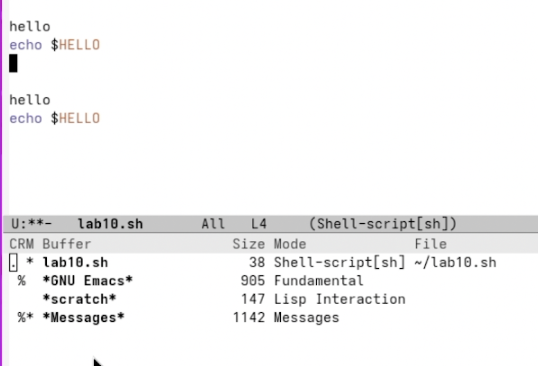 hello
echo $HELLO
hello
echo $HELLO
U:**-   lab10.sh       All   L4     (Shell-script[sh])
CRM Buffer                Size Mode             File
. * lab10.sh                38 Shell-script[sh] ~/lab10.sh
 %  *GNU Emacs*            905 Fundamental
    *scratch*              147 Lisp Interaction
 %* *Messages*            1142 Messages